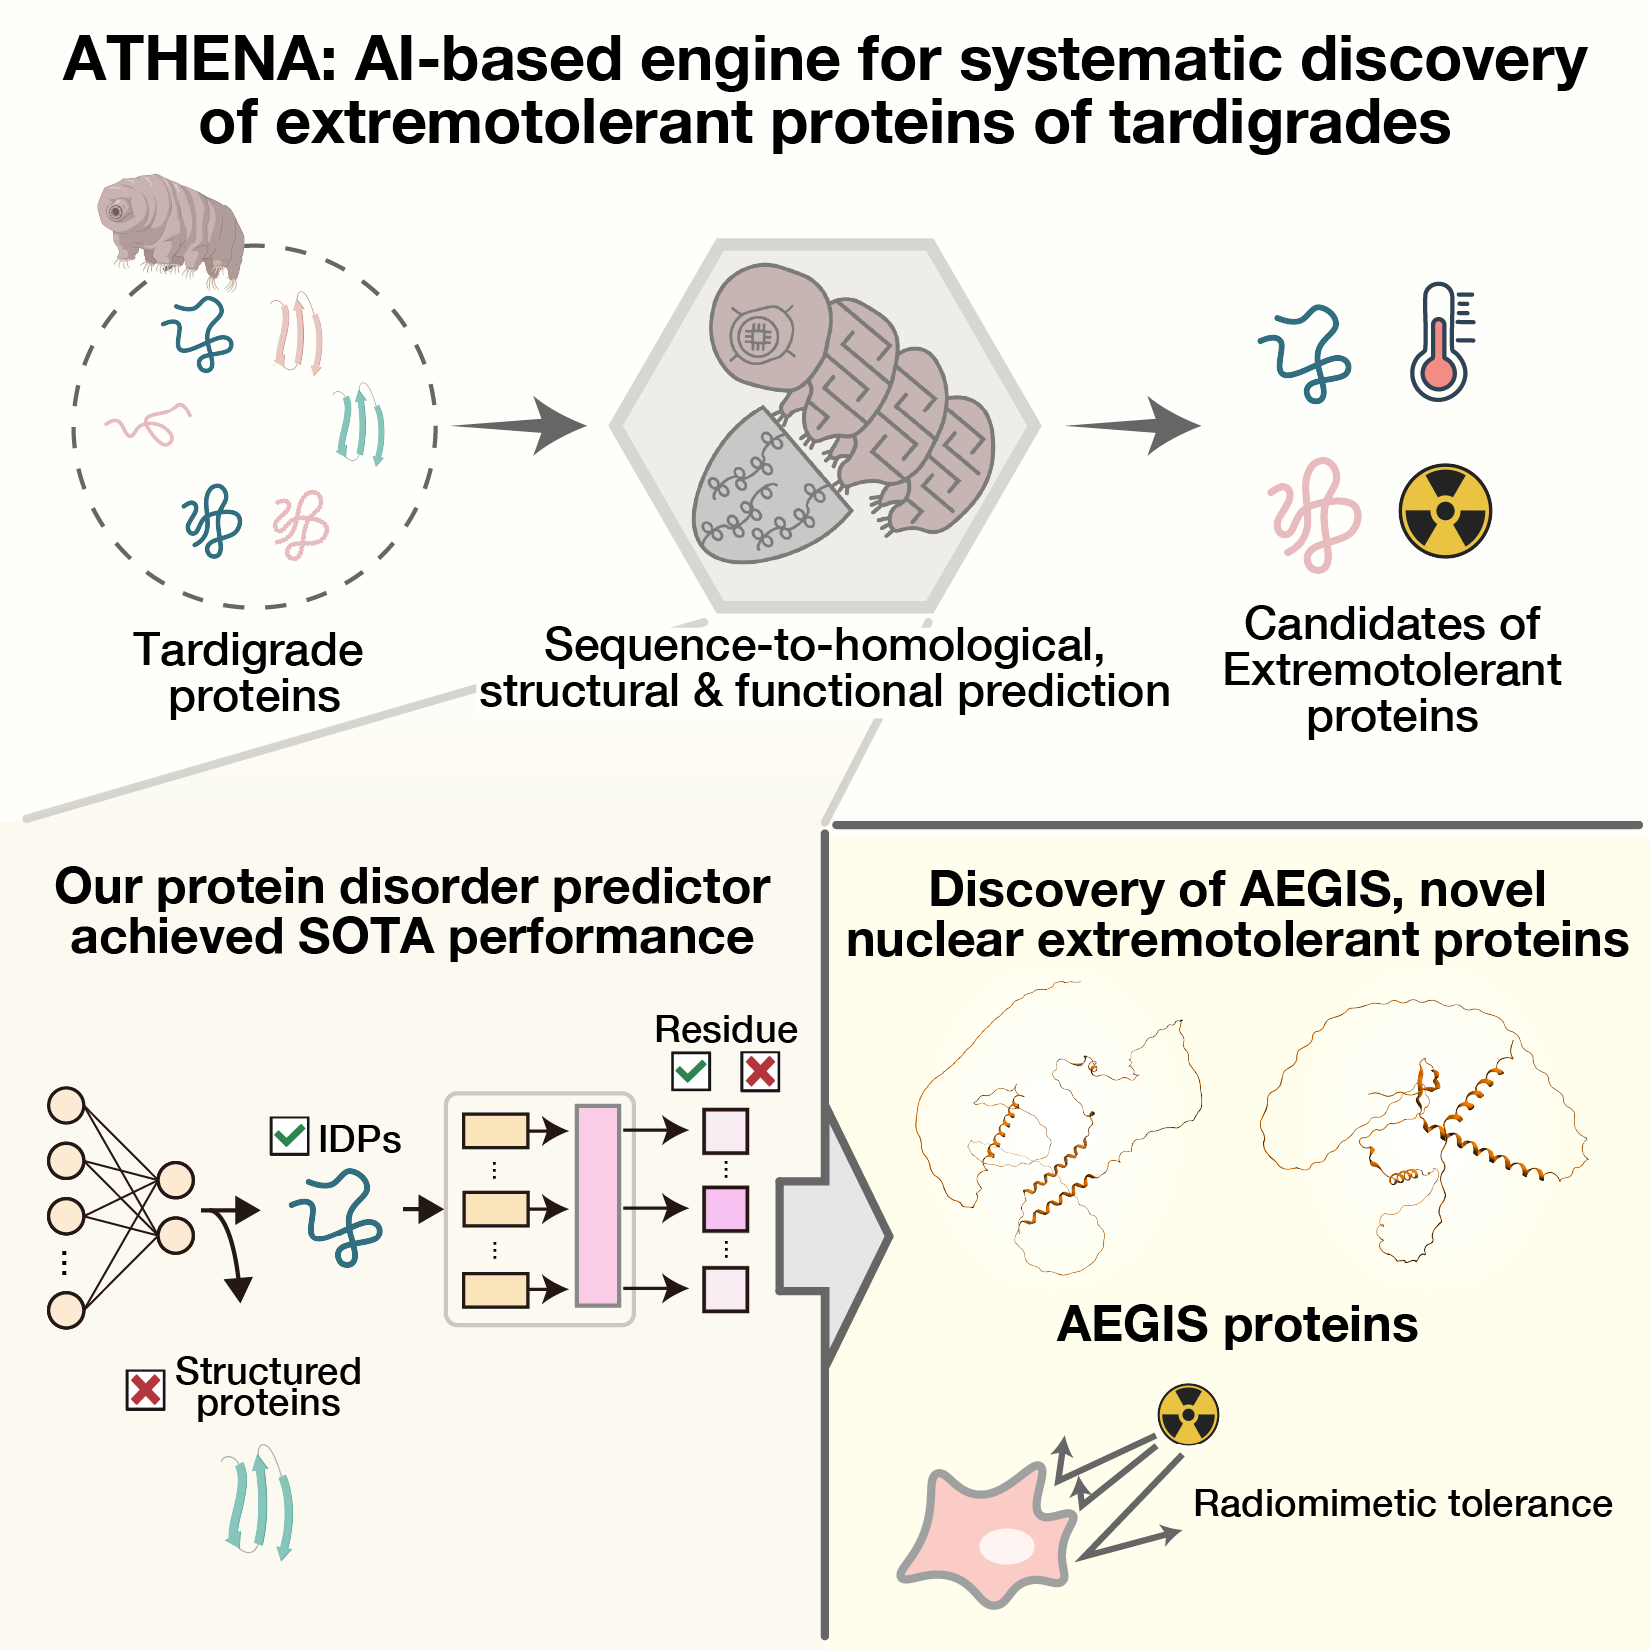 ATHENA: AI-based engine for systematic discovery
of extremotolerant proteins of tardigrades
Tardigrade
proteins
Sequence-to-homological,
structural & functional prediction
Candidates of
Extremotolerant
proteins
Our protein disorder predictor
achieved SOTA performance
Residue
IDPs
Structured
proteins
Discovery of AEGIS, novel
nuclear extremotolerant proteins
AEGIS proteins
Radiomimetic tolerance